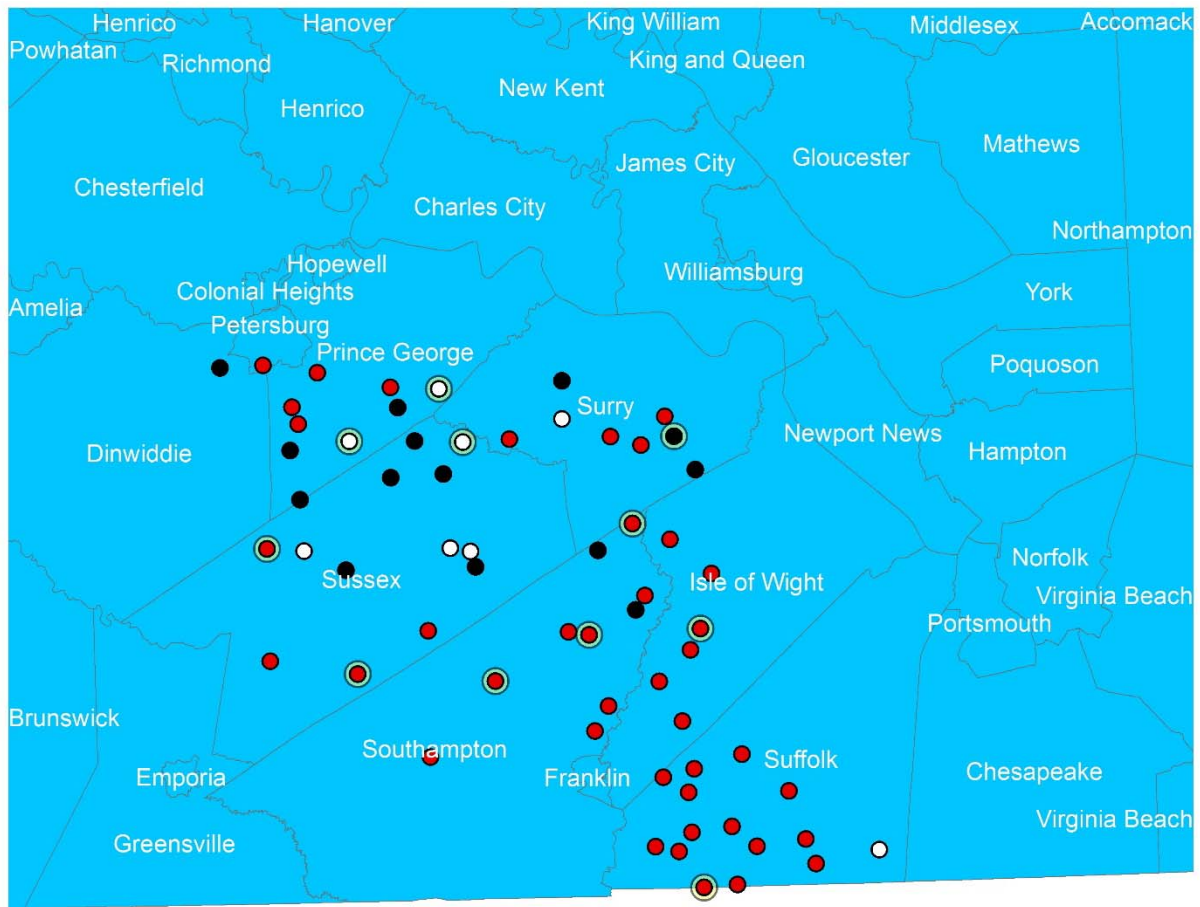 Henrico
Hanover
King William
Middlesex
Accomack
Powhatan
Richmond
King and Queen
New Kent
Henrico
Mathews
Gloucester
James City
Chesterfield
Charles City
Northampton
Hopewell
Williamsburg
Colonial Heights
York
Amelia
Petersburg
Prince George
Poquoson
Surry
Newport News
Dinwiddie
Hampton
Norfolk
Sussex
Isle of Wight
Virginia Beach
Portsmouth
Brunswick
Southampton
Suffolk
Emporia
Franklin
Chesapeake
Virginia Beach
Greensville